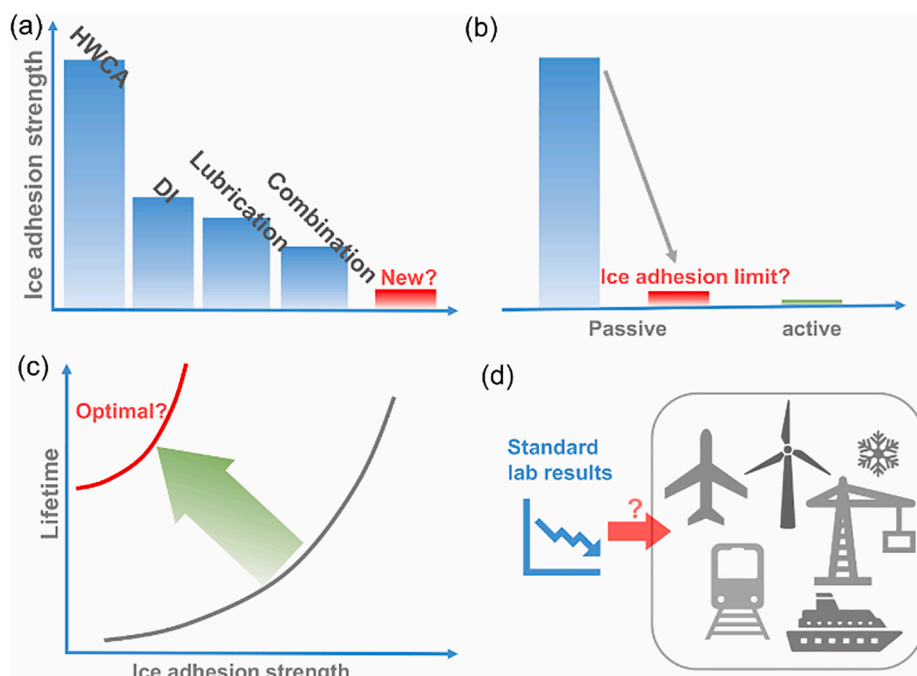 (a)
Ice adhesion strength
HWCA
DI
Lubrication
Combination
New?
(b)
Ice adhesion limit?
Passive
active
(c)
Lifetime
Optimal?
Ice adhesion strength
(d)
Standard
lab results
?